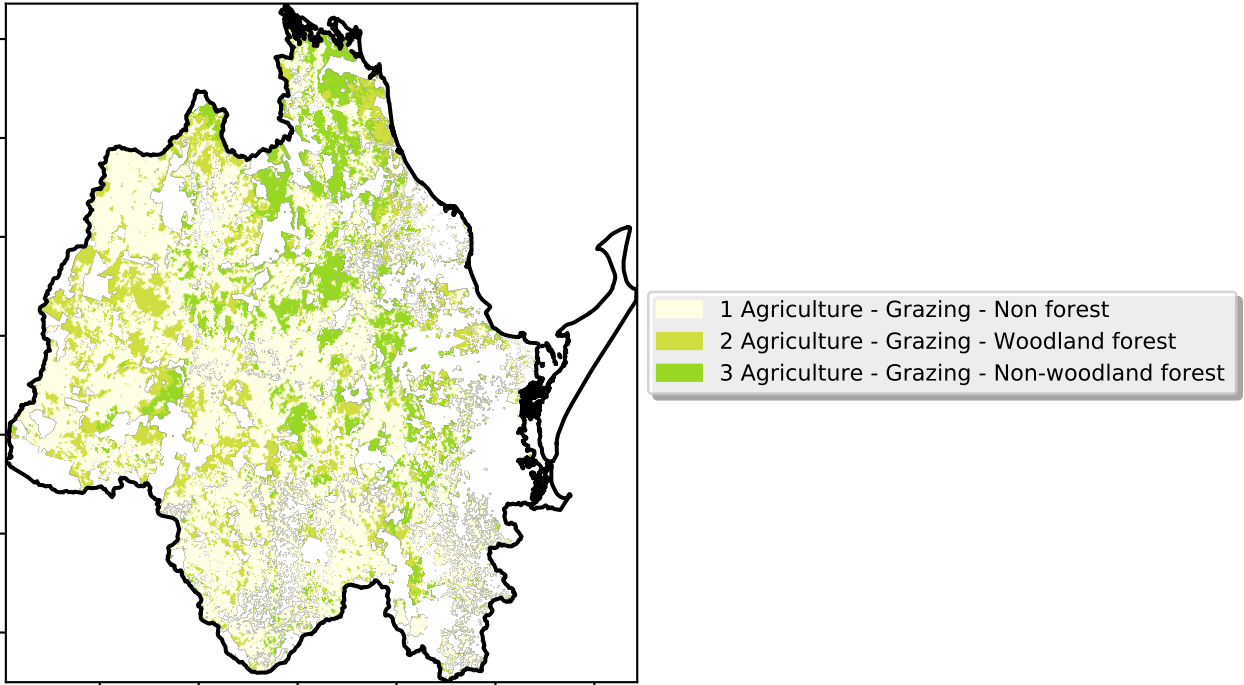 1 Agriculture - Grazing - Non forest
2 Agriculture - Grazing - Woodland forest
3 Agriculture - Grazing - Non-woodland forest